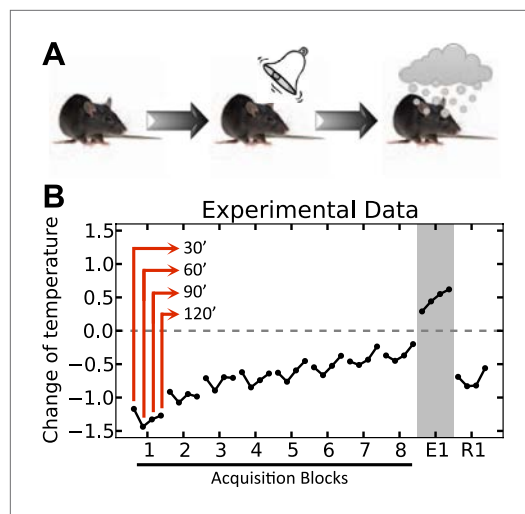 A
B
Experimental Data
Change of temperature
1.5
1.0
0.5
0.0
−0.5
−1.0
−1.5
30′
60′
90′
120′
1 2 3 4 5 6 7 8 E1 R1
Acquisition Blocks